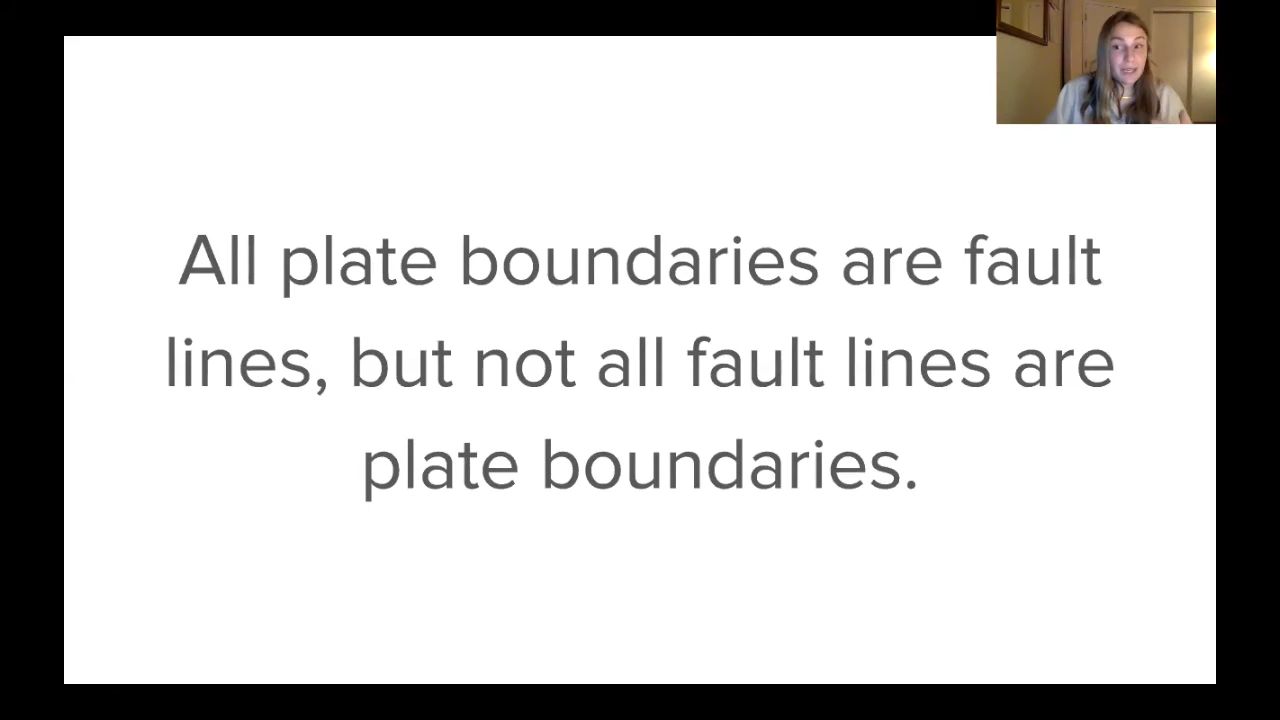 All plate boundaries are fault
lines, but not all fault lines are
plate boundaries.